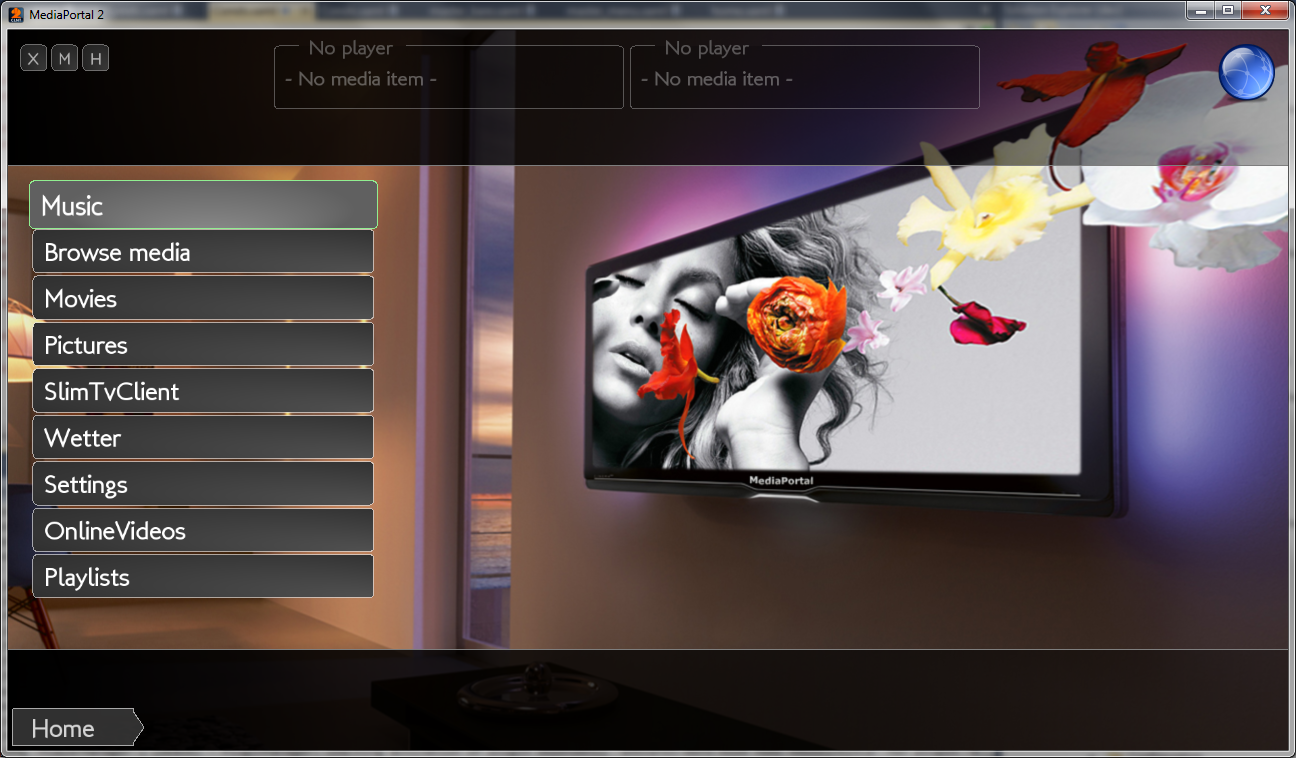 MediaPortal 2
X M H
No player
- No media item -
No player
- No media item -
Music
Browse media
Movies
Pictures
SlimTvClient
Wetter
Settings
OnlineVideos
Playlists
MediaPortal
Home